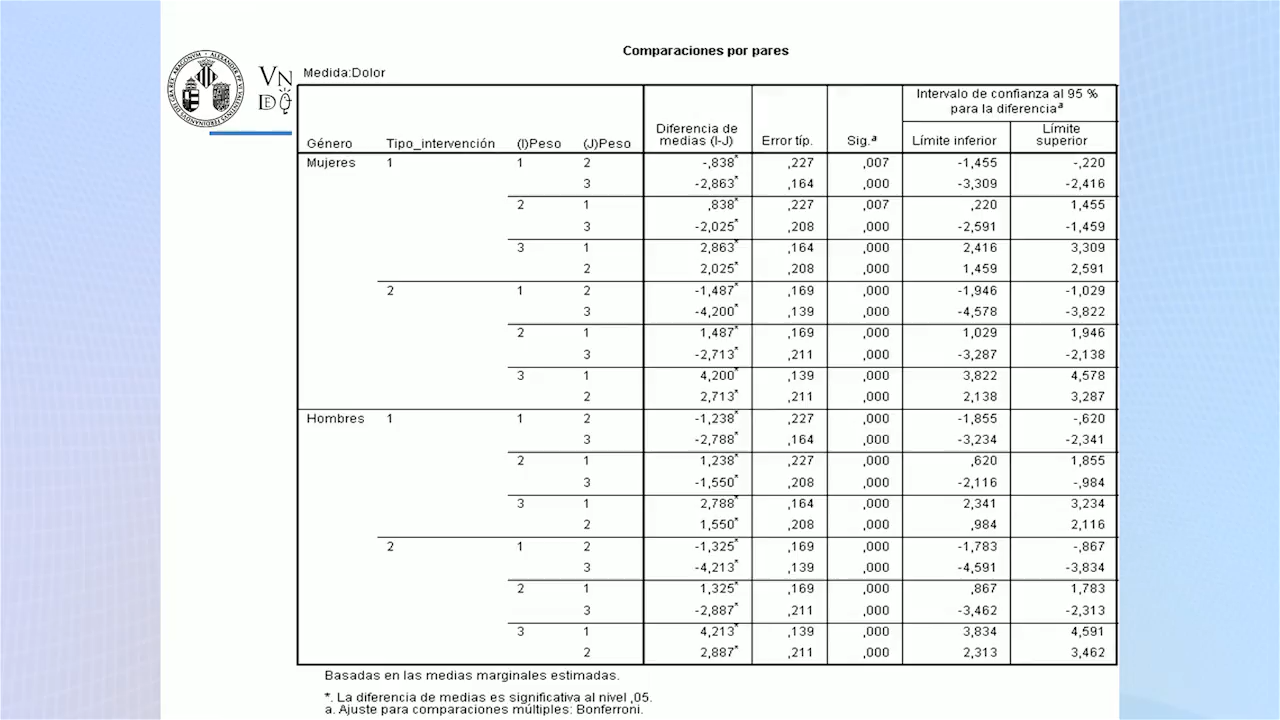 Comparaciones por pares
VN
ID
Medida:Dolor
Género Tipo_intervención (I)Peso (J)Peso Diferencia de medias (I-J) Error típ. Sig.a Intervalo de confianza al 95 % para la diferenciaa
Límite inferior Límite superior
Mujeres 1 1 2 -,838* ,227 ,007 -1,455 -,220
3 -2,863* ,164 ,000 -3,309 -2,416
2 1 ,838* ,227 ,007 ,220 1,455
3 -2,025* ,208 ,000 -2,591 -1,459
3 1 2,863* ,164 ,000 2,416 3,309
2 2,025* ,208 ,000 1,459 2,591
2 1 2 -1,487* ,169 ,000 -1,946 -1,029
3 -4,200* ,139 ,000 -4,578 -3,822
2 1 1,487* ,169 ,000 1,029 1,946
3 -2,713* ,211 ,000 -3,287 -2,138
3 1 4,200* ,139 ,000 3,822 4,578
2 2,713* ,211 ,000 2,138 3,287
Hombres 1 1 2 -1,238* ,227 ,000 -1,855 -,620
3 -2,788* ,164 ,000 -3,234 -2,341
2 1 1,238* ,227 ,000 ,620 1,855
3 -1,550* ,208 ,000 -2,116 -,984
3 1 2,788* ,164 ,000 2,341 3,234
2 1,550* ,208 ,000 ,984 2,116
2 1 2 -1,325* ,169 ,000 -1,783 -,867
3 -4,213* ,139 ,000 -4,591 -3,834
2 1 1,325* ,169 ,000 ,867 1,783
3 -2,887* ,211 ,000 -3,462 -2,313
3 1 4,213* ,139 ,000 3,834 4,591
2 2,887* ,211 ,000 2,313 3,462
Basadas en las medias marginales estimadas.
*. La diferencia de medias es significativa al nivel ,05.
a. Ajuste para comparaciones múltiples: Bonferroni.